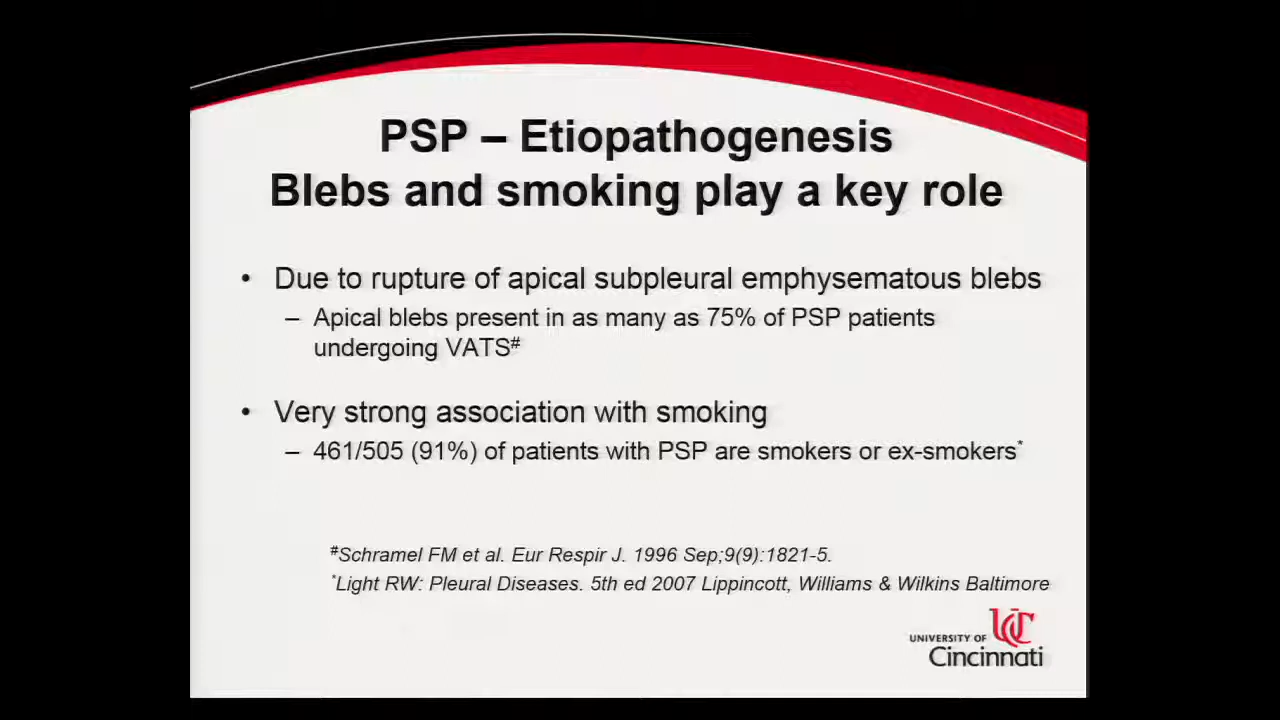 PSP – Etiopathogenesis
Blebs and smoking play a key role
• Due to rupture of apical subpleural emphysematous blebs
– Apical blebs present in as many as 75% of PSP patients
undergoing VATS#
• Very strong association with smoking
– 461/505 (91%) of patients with PSP are smokers or ex-smokers*
#Schramel FM et al. Eur Respir J. 1996 Sep;9(9):1821-5.
*Light RW: Pleural Diseases. 5th ed 2007 Lippincott, Williams & Wilkins Baltimore
UC
UNIVERSITY OF
Cincinnati